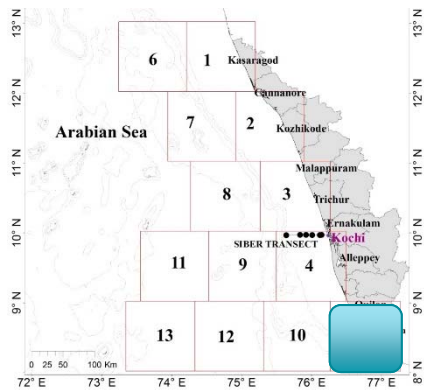 13° N
13° N
6
1
Kasaragod
12° N
Cannanore
12° N
Arabian Sea
7
2
Kozhikode
11° N
Malappuram
11° N
8
3
Trichur
Ernakulam
10° N
Kochi
10° N
SIBER TRANSECT
11
9
4
Alleppey
9° N
9° N
13
12
10
0 25 50 100 Km
8° N
72° E
73° E
74° E
75° E
76° E
77° E